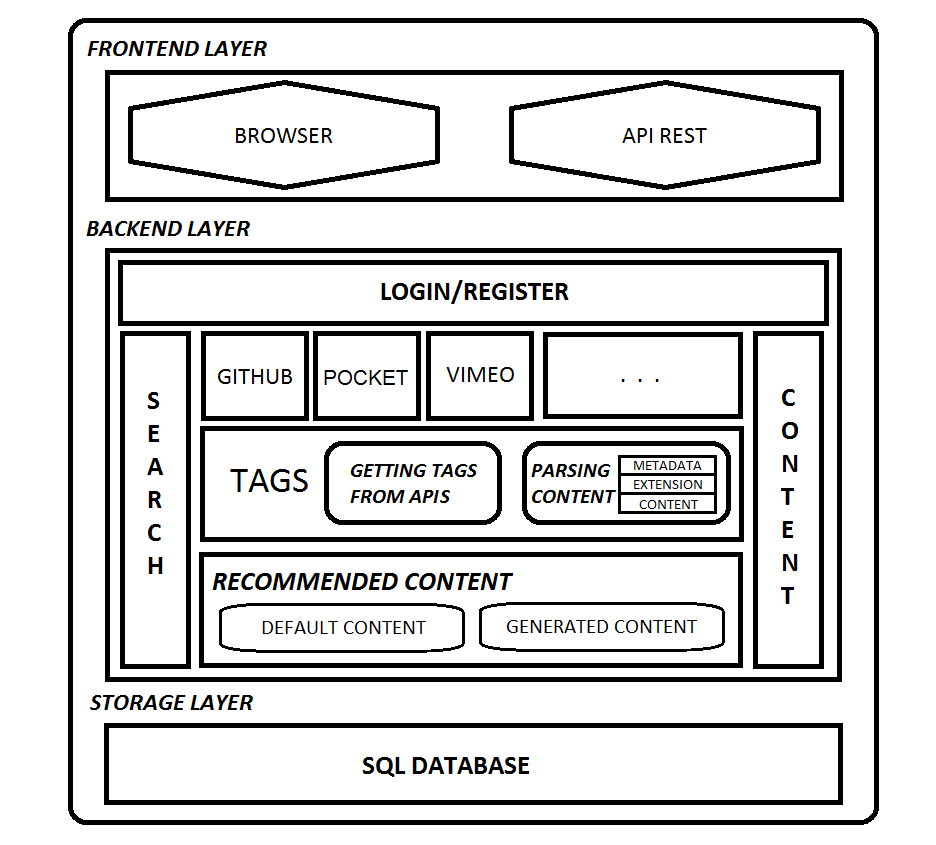 FRONTEND LAYER
BROWSER
API REST
BACKEND LAYER
LOGIN/REGISTER
SEARCH
GITHUB
POCKET
VIMEO
. . .
CONTENT
TAGS
GETTING TAGS
FROM APIS
PARSING
CONTENT
METADATA
EXTENSION
CONTENT
RECOMMENDED CONTENT
DEFAULT CONTENT
GENERATED CONTENT
STORAGE LAYER
SQL DATABASE